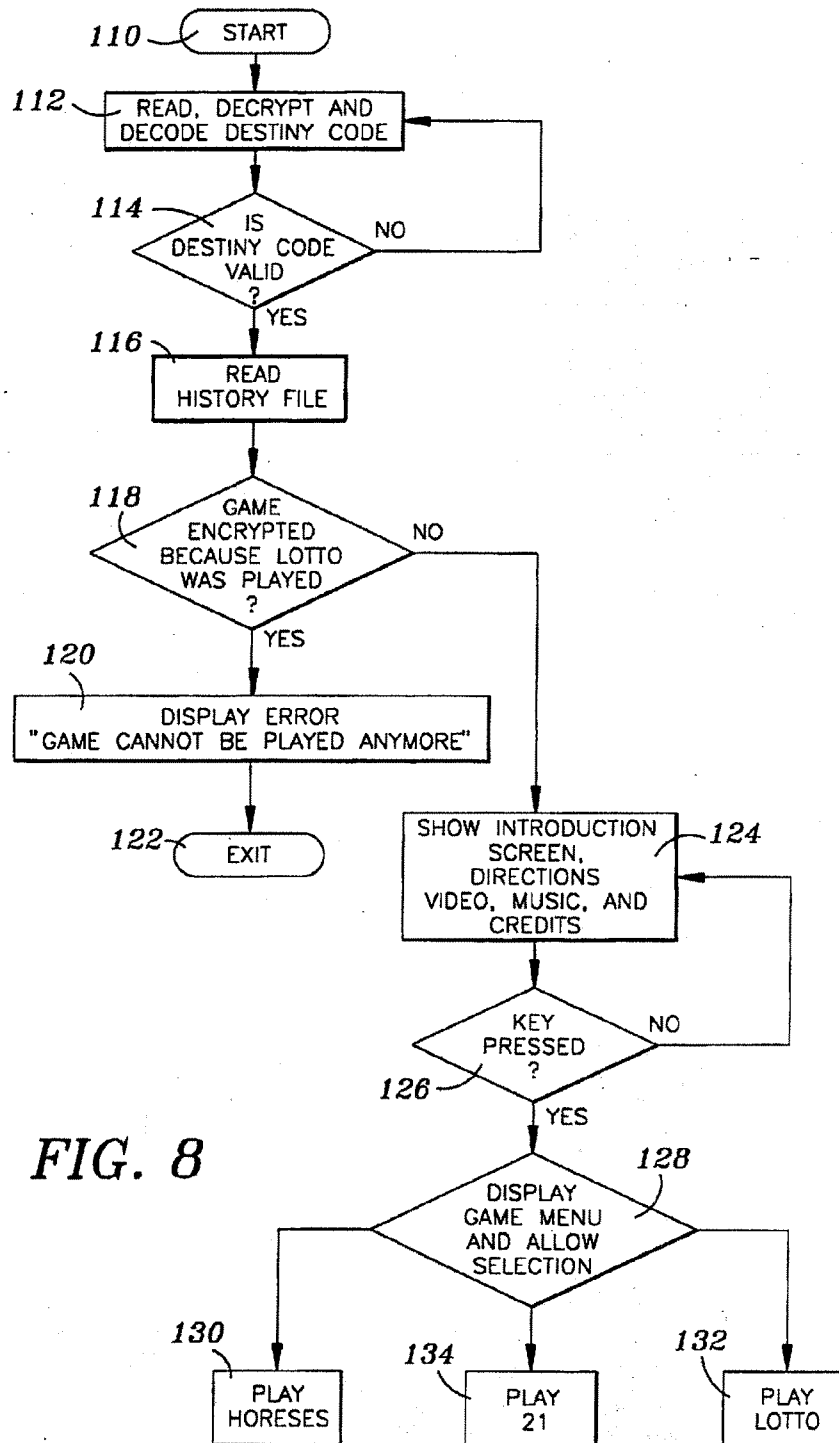 110
START
112
READ, DECRYPT AND
DECODE DESTINY CODE
114
IS
DESTINY CODE
VALID
?
NO
YES
116
READ
HISTORY FILE
118
GAME
ENCRYPTED
BECAUSE LOTTO
WAS PLAYED
?
NO
YES
120
DISPLAY ERROR
"GAME CANNOT BE PLAYED ANYMORE"
122
EXIT
SHOW INTRODUCTION
SCREEN,
DIRECTIONS
VIDEO, MUSIC, AND
CREDITS
124
KEY
PRESSED
?
NO
126
YES
FIG. 8
DISPLAY
GAME MENU
AND ALLOW
SELECTION
128
130
PLAY
HORESES
134
PLAY
21
132
PLAY
LOTTO